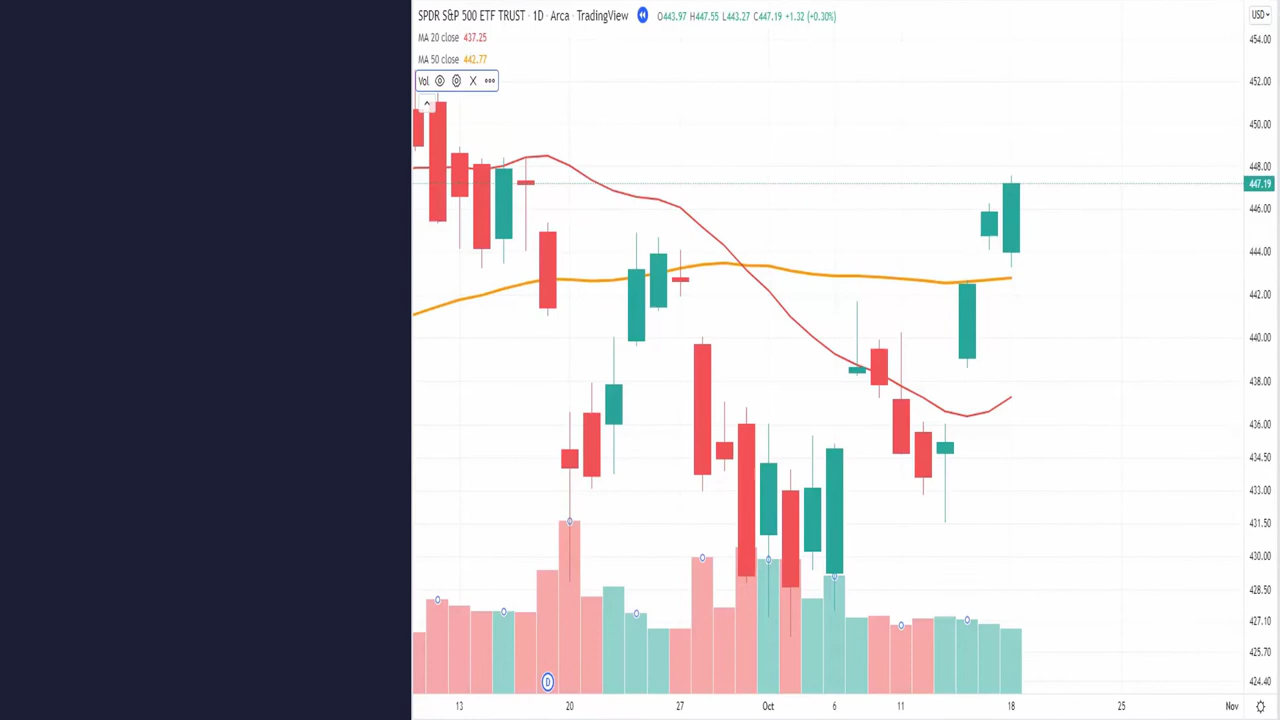 SPDR S&P 500 ETF TRUST · 1D · Arca · TradingView O443.97 H447.55 L443.27 C447.19 +1.32 (+0.30%)
USD
MA 20 close 437.25
MA 50 close 442.77
Vol
454.00
452.00
450.00
448.00
447.19
446.00
444.00
442.00
440.00
438.00
436.00
434.50
433.00
431.50
430.00
428.50
427.10
425.70
424.40
D
13 20 27 Oct 6 11 18 25 Nov